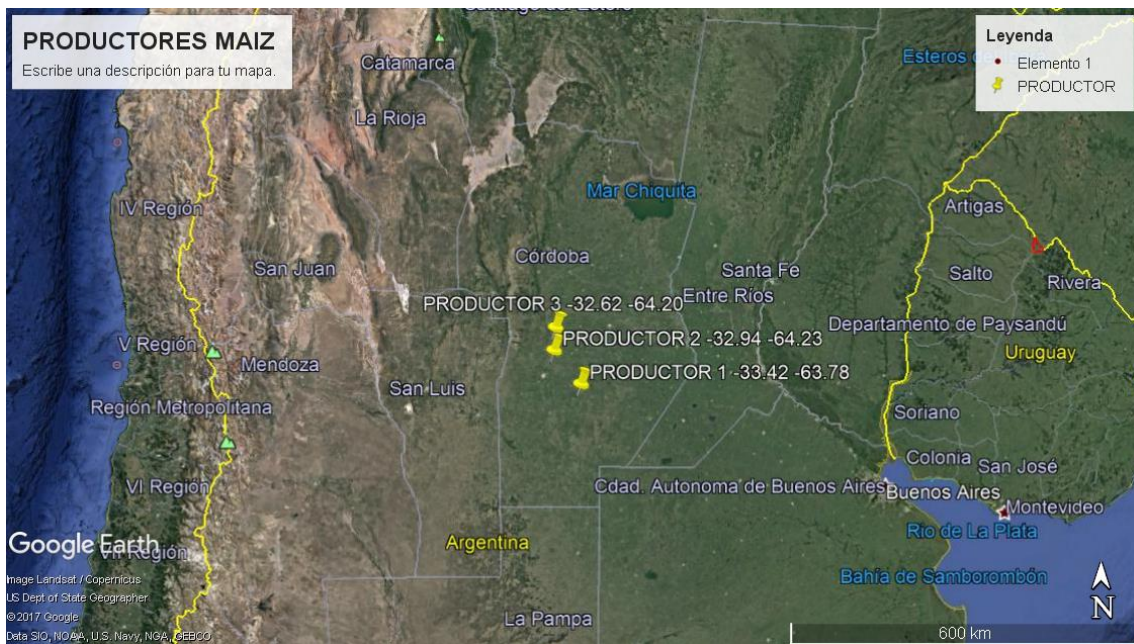 PRODUCTORES MAIZ
Escribe una descripción para tu mapa.
Leyenda
Elemento 1
PRODUCTOR
Catamarca
La Rioja
Mar Chiquita
IV Región
Artigas
San Juan
Córdoba
Santa Fe
Salto
Rivera
Entre Ríos
PRODUCTOR 3 -32.62 -64.20
Departamento de Paysandú
PRODUCTOR 2 -32.94 -64.23
V Región
Mendoza
Uruguay
PRODUCTOR 1 -33.42 -63.78
San Luis
Región Metropolitana
Soriano
Colonia
San José
VI Región
Cdad. Autonoma de Buenos Aires
Buenos Aires
Montevideo
Rio de La Plata
Google Earth
Argentina
VII Región
Bahía de Samborombón
Image Landsat / Copernicus
US Dept of State Geographer
©2017 Google
Data SIO, NOAA, U.S. Navy, NGA, GEBCO
La Pampa
N
600 km